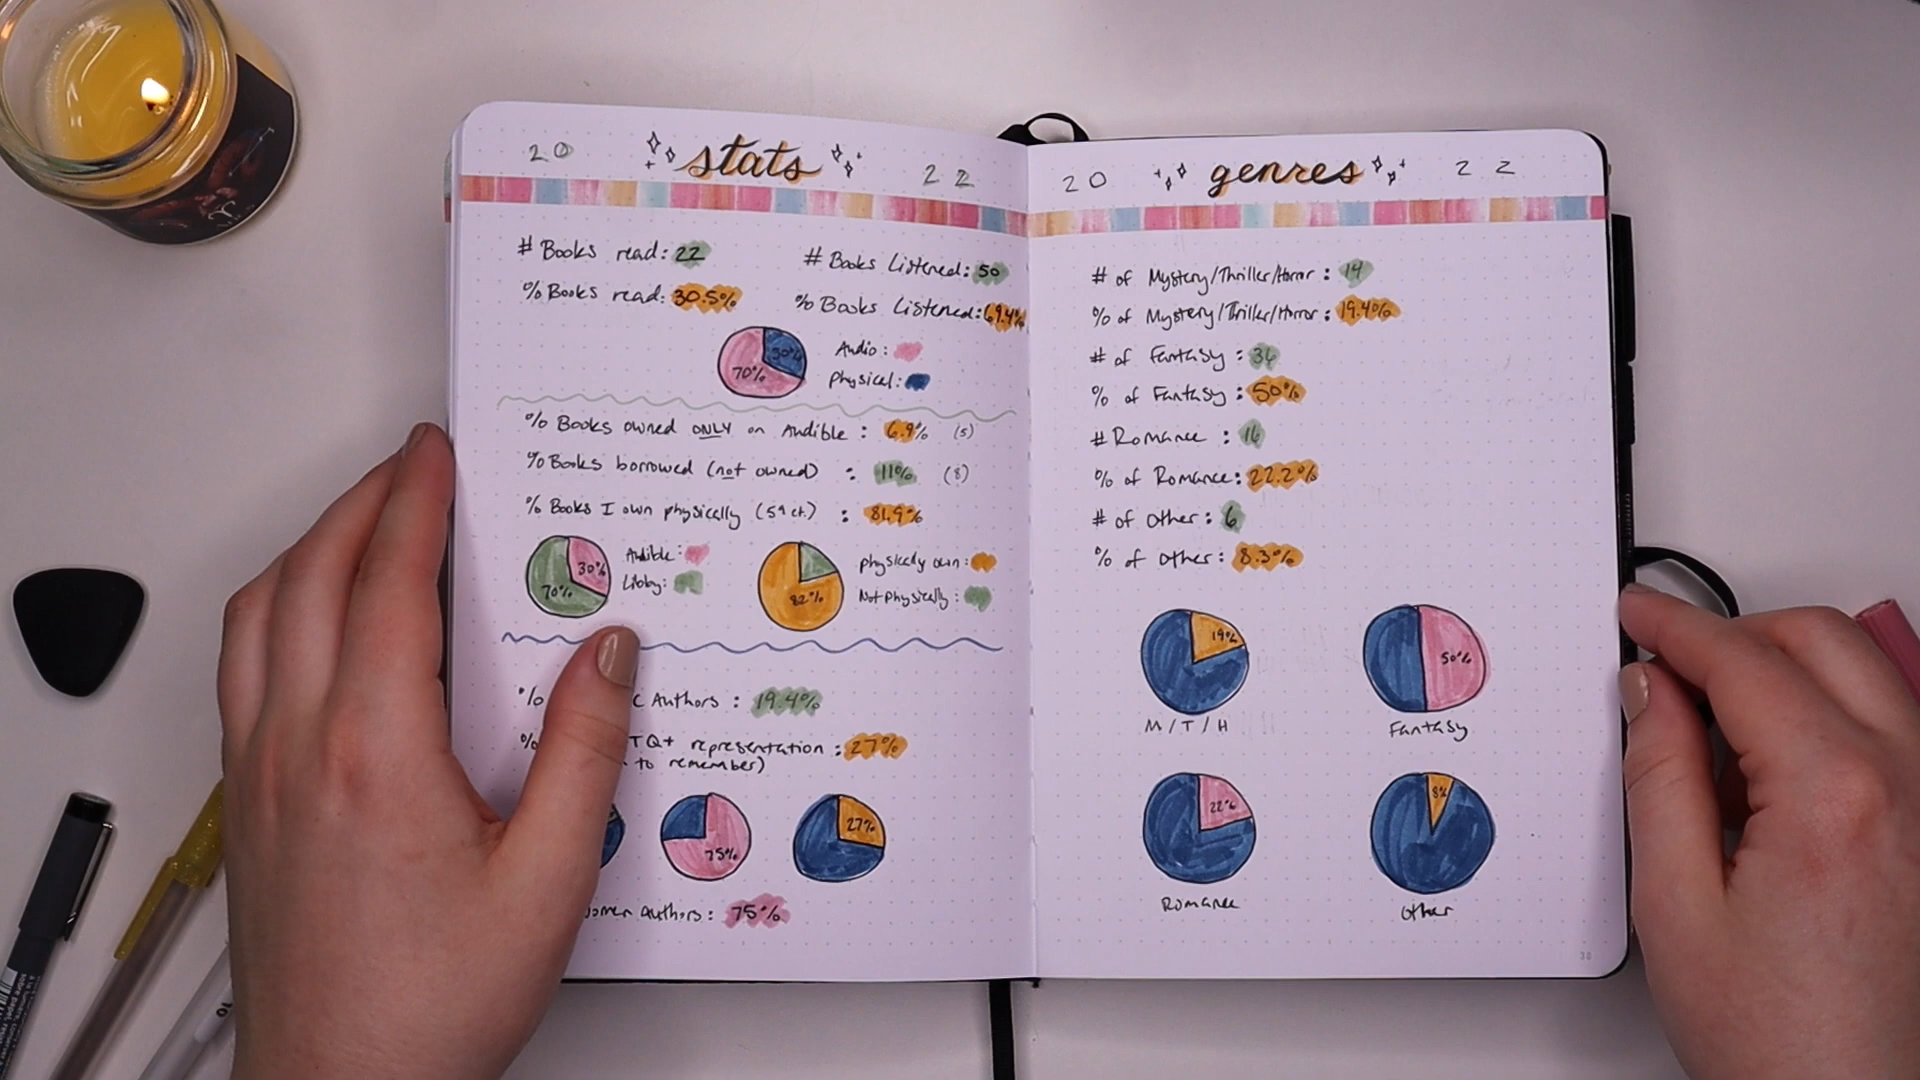 20 stats 22
# Books read: 22
# Books Listened: 50
% Books read: 30.5%
% Books Listened: 69.4%
30%
70%
Audio:
Physical:
% Books owned ONLY on Audible : 6.9% (5)
% Books borrowed (not owned) : 11% (8)
% Books I own physically (59 ct.) : 81.9%
30%
70%
Audible:
Libby:
82%
physically own:
Not physically:
% C Authors : 19.4%
% TQ+ representation : 27%
to remember)
75%
27%
women authors: 75%
20 genres 22
# of Mystery/Thriller/Horror : 14
% of Mystery/Thriller/Horror : 19.4%
# of Fantasy : 36
% of Fantasy : 50%
# Romance : 16
% of Romance: 22.2%
# of other : 6
% of other : 8.3%
19%
50%
M/T/H
Fantasy
22%
8%
Romance
other
30